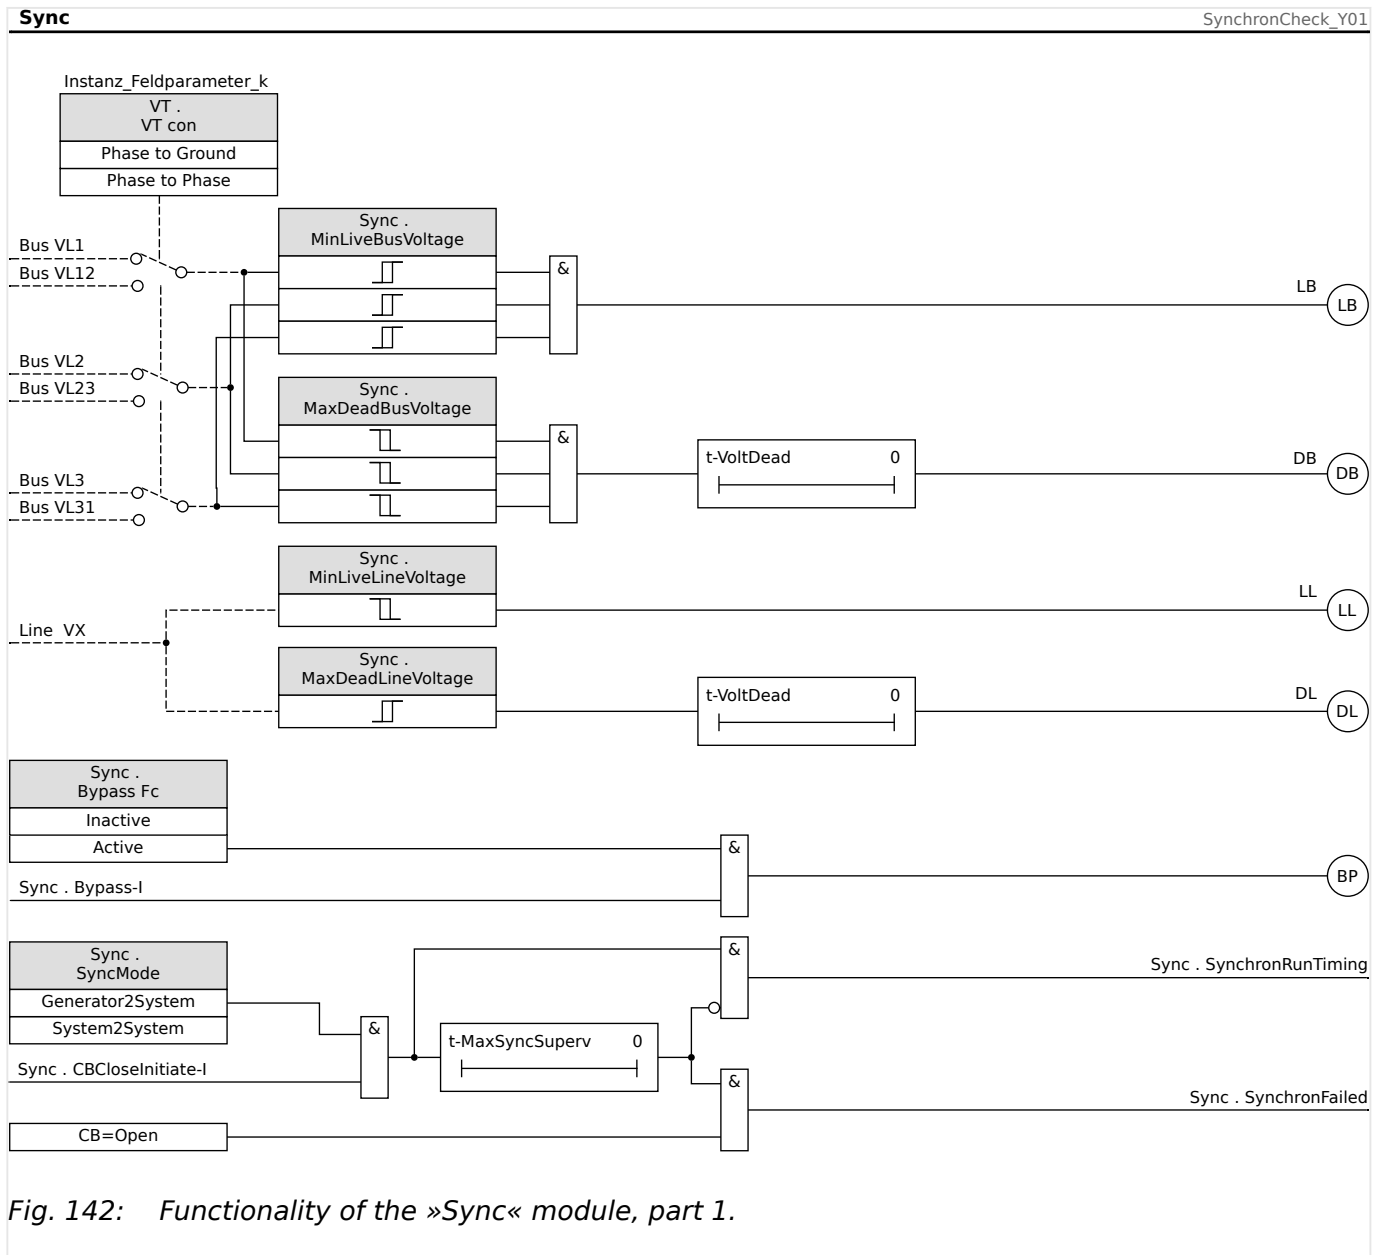 Sync
SynchronCheck_Y01
Instanz_Feldparameter_k
VT .
VT con
Phase to Ground
Phase to Phase
Sync .
MinLiveBusVoltage
Bus VL1
Bus VL12
&
LB
LB
Bus VL2
Bus VL23
Sync .
MaxDeadBusVoltage
&
t-VoltDead 0
DB
DB
Bus VL3
Bus VL31
Sync .
MinLiveLineVoltage
LL
LL
Line VX
Sync .
MaxDeadLineVoltage
t-VoltDead 0
DL
DL
Sync .
Bypass Fc
Inactive
Active
&
BP
Sync . Bypass-I
Sync .
SyncMode
Generator2System
System2System
&
Sync . SynchronRunTiming
&
t-MaxSyncSuperv 0
Sync . CBCloseInitiate-I
&
Sync . SynchronFailed
CB=Open
Fig. 142: Functionality of the »Sync« module, part 1.